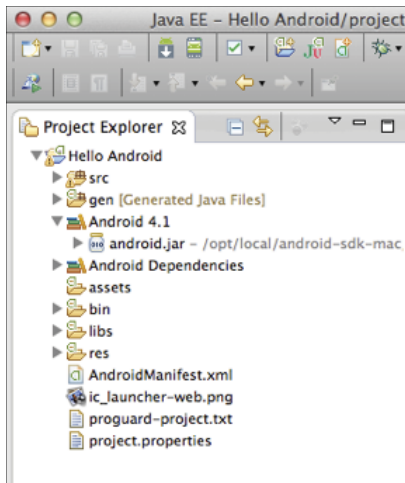 Java EE – Hello Android/project
Project Explorer
Hello Android
src
gen [Generated Java Files]
Android 4.1
android.jar – /opt/local/android-sdk-mac
Android Dependencies
assets
bin
libs
res
AndroidManifest.xml
ic_launcher-web.png
proguard-project.txt
project.properties